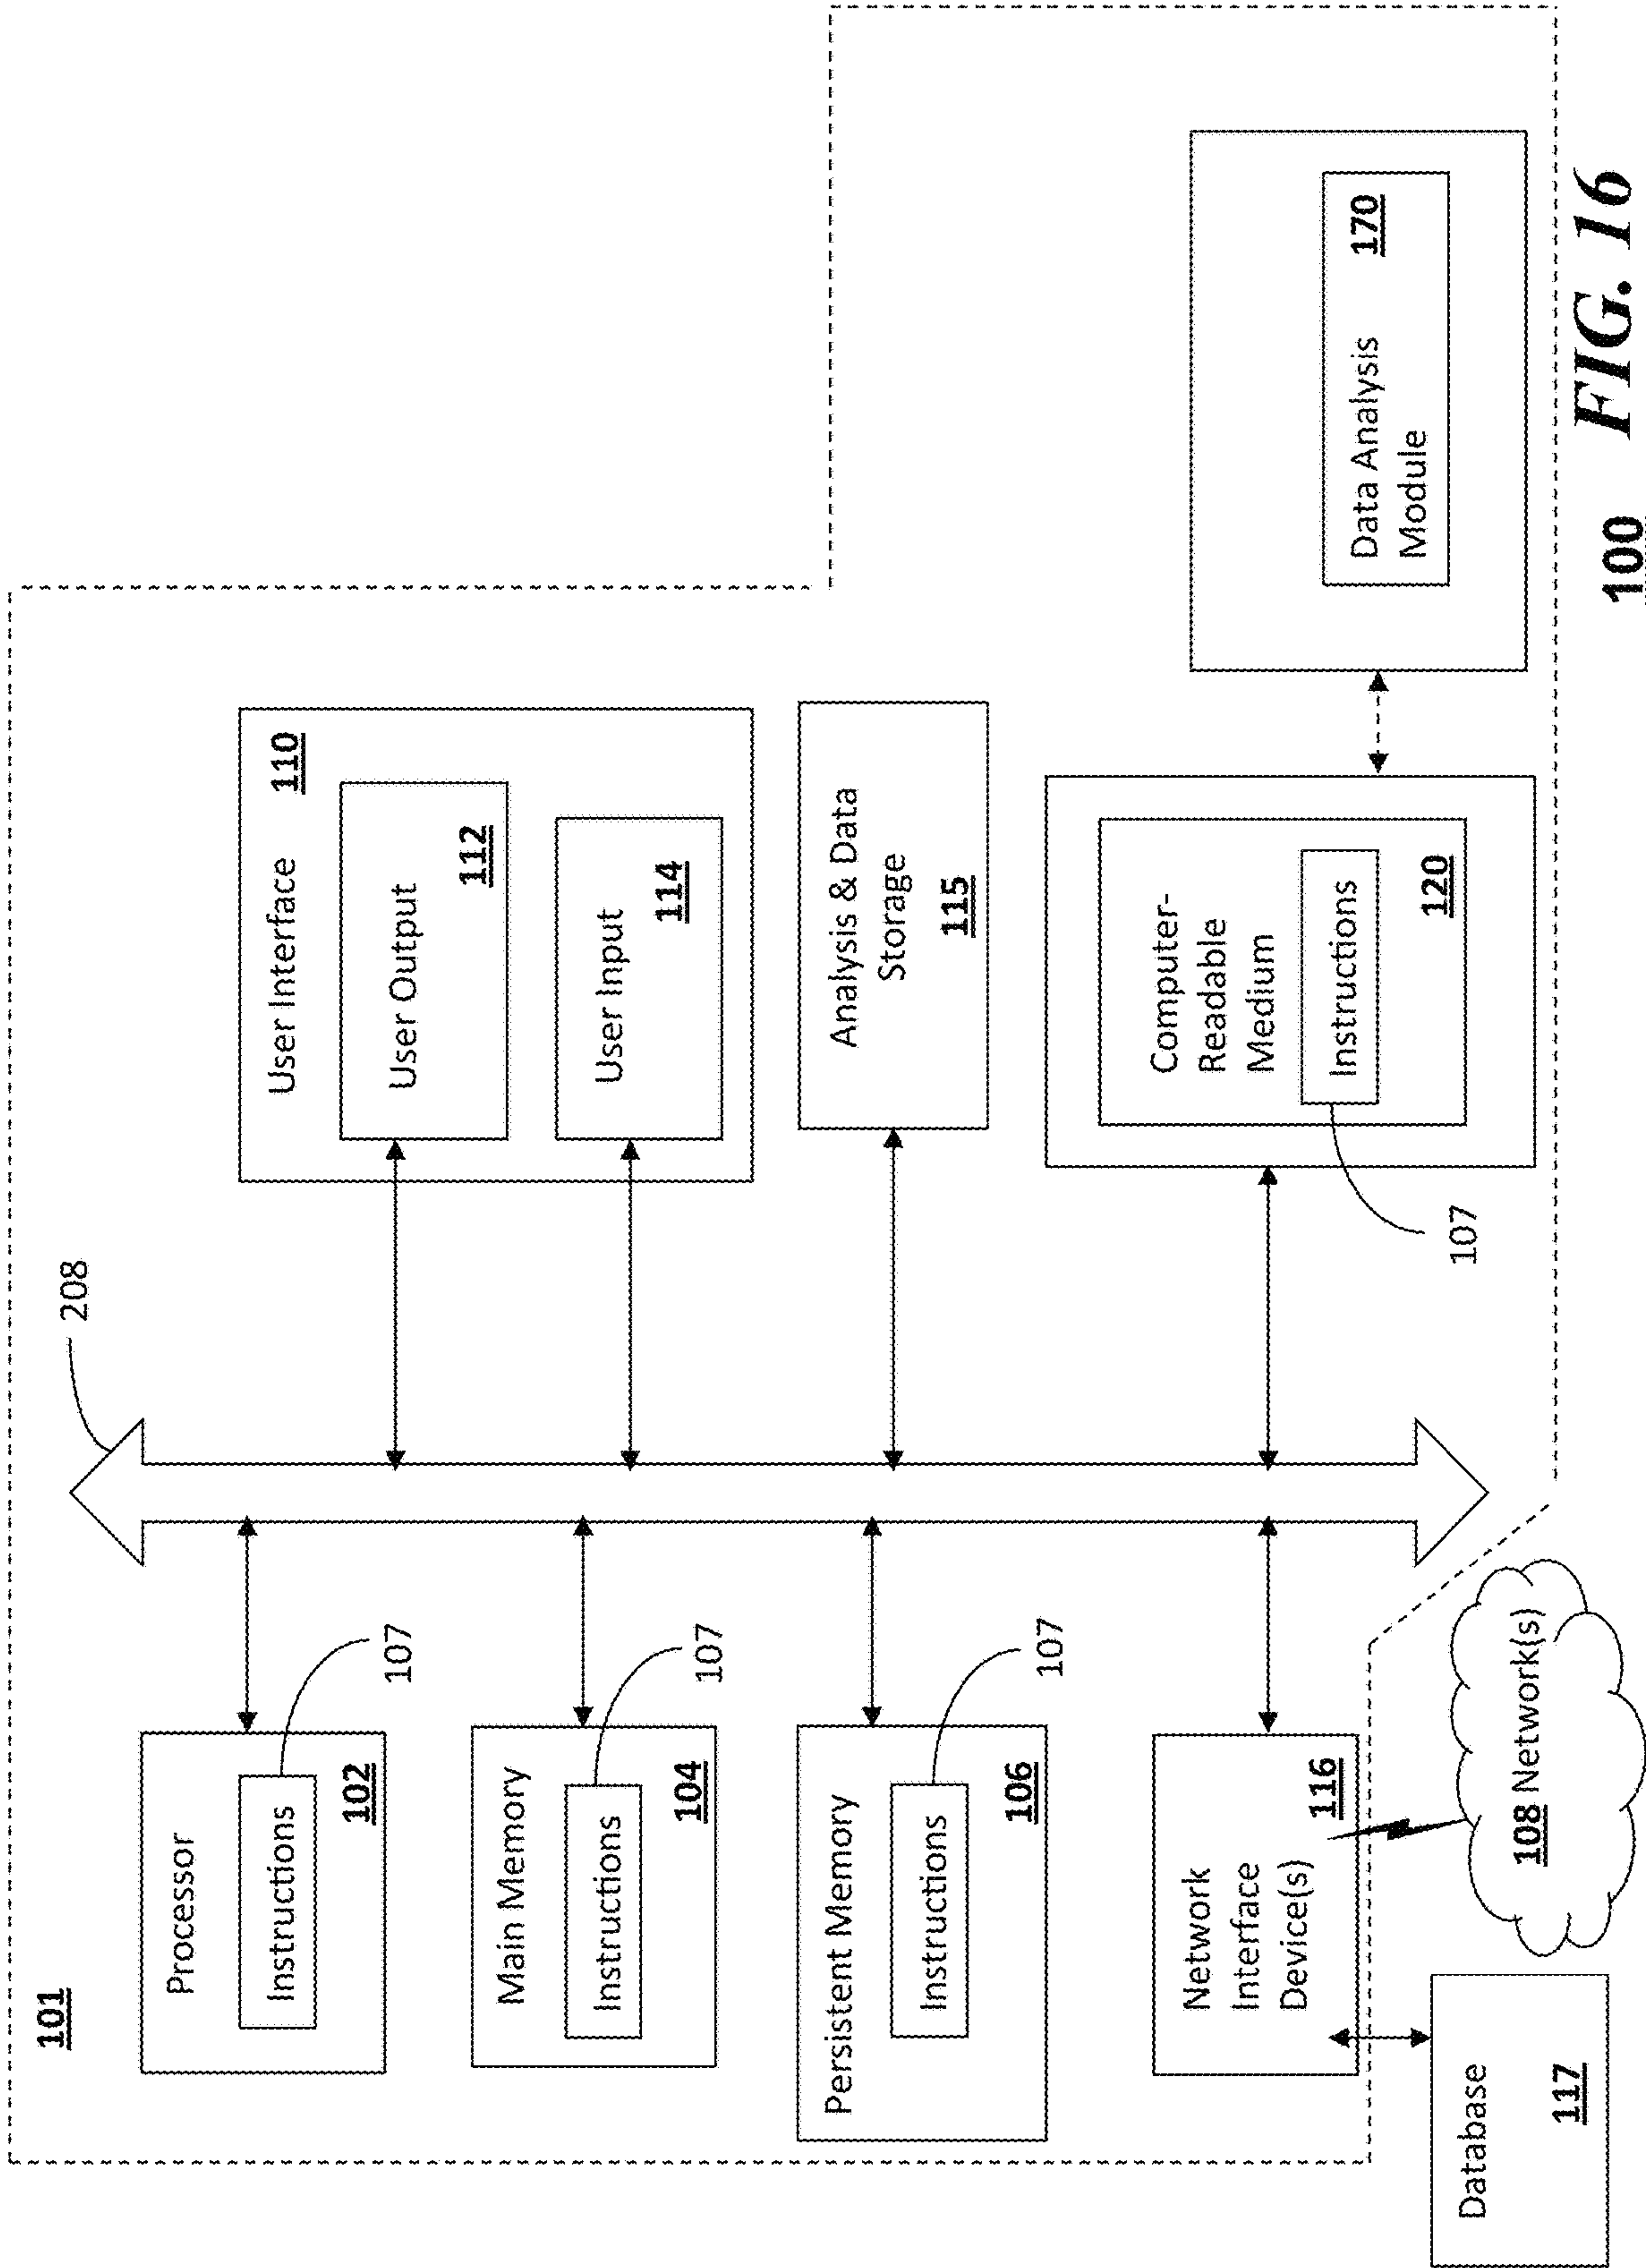 101
208
Processor
Instructions
102
107
Main Memory
Instructions
104
107
Persistent Memory
Instructions
106
107
Network
Interface
Device(s)
116
User Interface
110
User Output
112
User Input
114
Analysis & Data
Storage
115
Computer-
Readable
Medium
Instructions
120
107
Data Analysis
Module
170
Database
117
108 Network(s)
100
FIG. 16